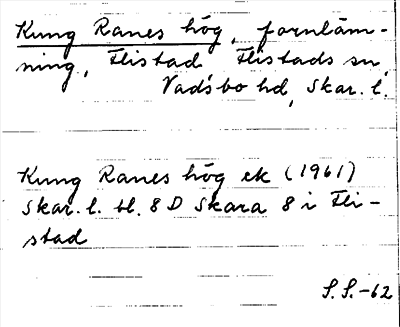 Kung Ranes hög, fornläm-
ning, Flistad Flistads sn,
Vadsbo hd, Skar. l.
Kung Ranes hög ek (1961)
Skar. l. bl. 8 D Skara 8 i Fli-
stad
S. S. -62